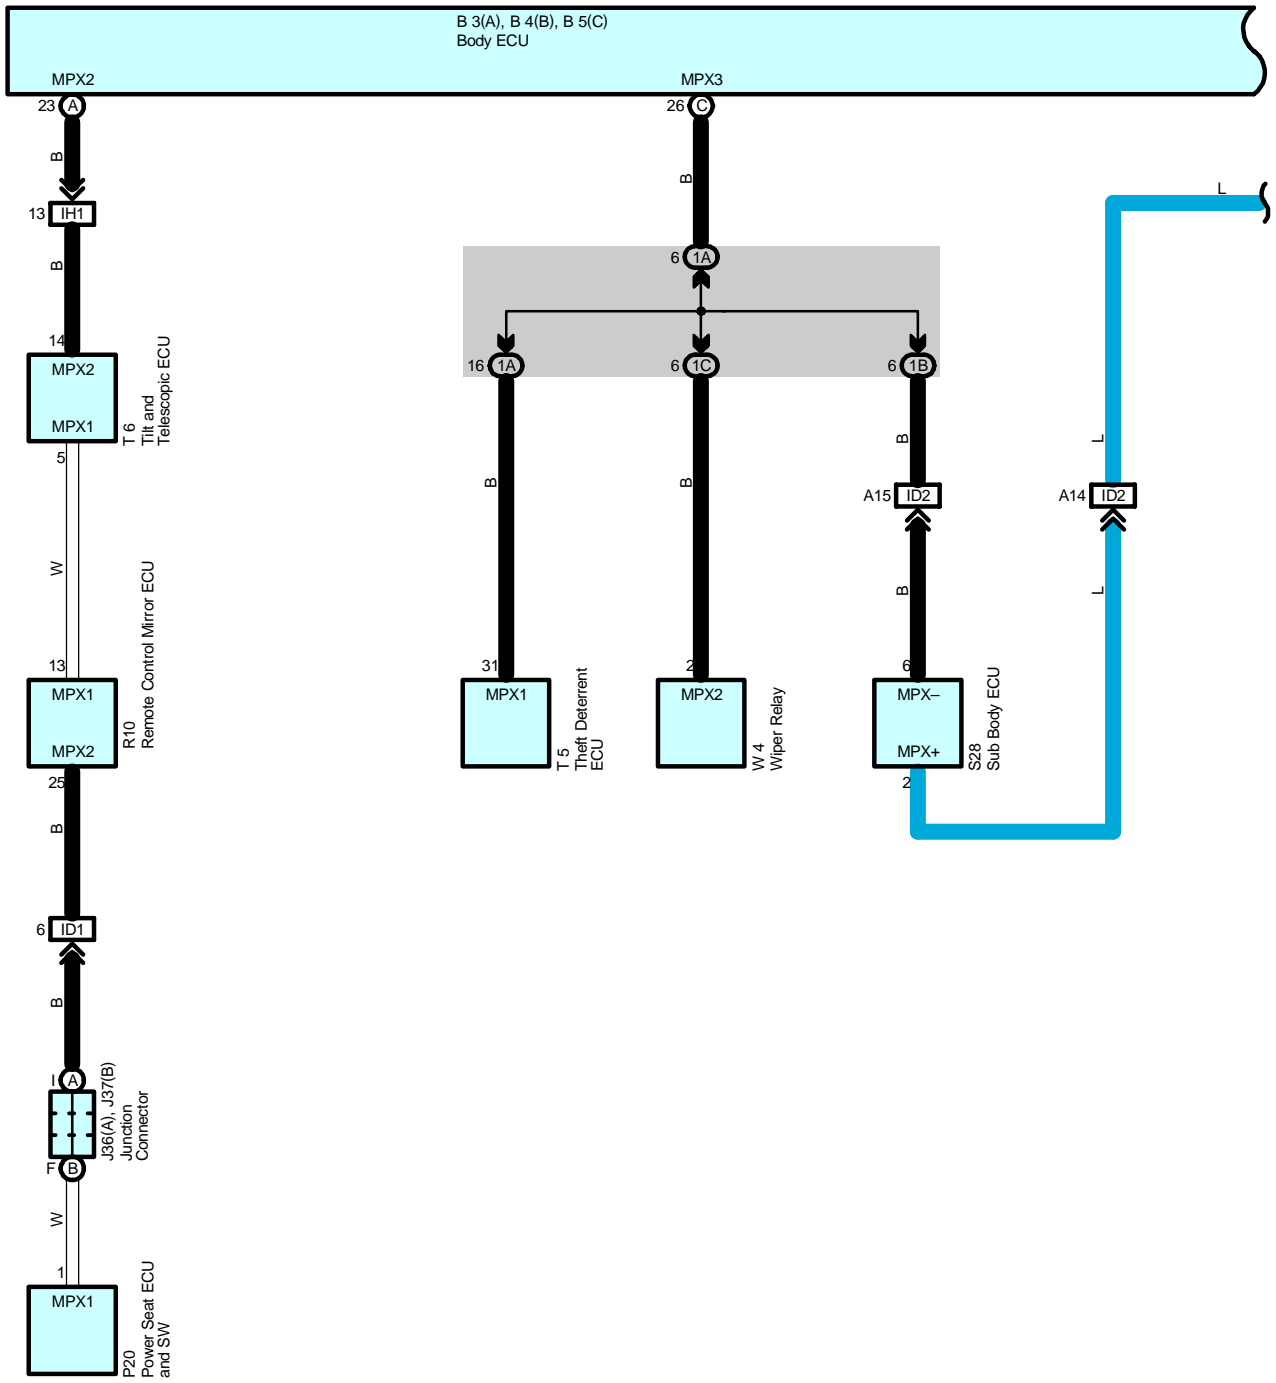 B 3(A), B 4(B), B 5(C)
Body ECU
MPX2
MPX3
23 A
26 C
B
B
L
13 IH1
B
6 1A
14
MPX2
MPX1
T 6
Tilt and
Telescopic ECU
5
16 1A
6 1C
6 1B
B
B
B
L
A15 ID2
A14 ID2
W
B
L
13
MPX1
MPX2
R10
Remote Control Mirror ECU
25
31
MPX1
T 5
Theft Deterrent
ECU
2
MPX2
W 4
Wiper Relay
6
MPX–
MPX+
S28
Sub Body ECU
2
B
6 ID1
B
I A
J36(A), J37(B)
Junction
Connector
F B
W
1
MPX1
P20
Power Seat ECU
and SW